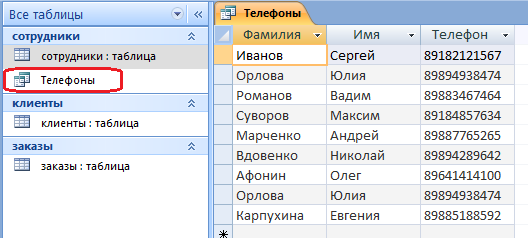 Все таблицы
сотрудники
сотрудники : таблица
Телефоны
клиенты
клиенты : таблица
заказы
заказы : таблица
Телефоны
Фамилия Имя Телефон
Иванов Сергей 89182121567
Орлова Юлия 89894938474
Романов Вадим 89883467464
Суворов Максим 89184857634
Марченко Андрей 89887765265
Вдовенко Николай 89894289642
Афонин Олег 89641414100
Орлова Юлия 89894938474
Карпухина Евгения 89885188592